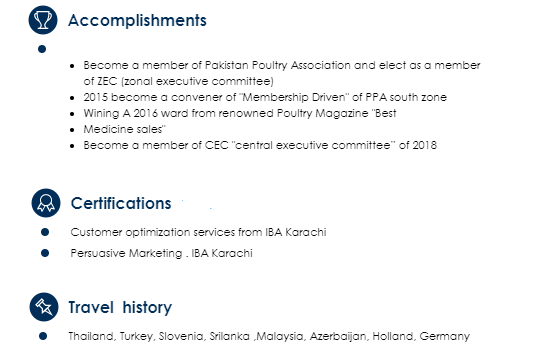 Accomplishments
Become a member of Pakistan Poultry Association and elect as a member
of ZEC (zonal executive committee)
2015 become a convener of "Membership Driven" of PPA south zone
Wining A 2016 ward from renowned Poultry Magazine "Best
Medicine sales"
Become a member of CEC "central executive committee" of 2018
Certifications
Customer optimization services from IBA Karachi
Persuasive Marketing . IBA Karachi
Travel history
Thailand, Turkey, Slovenia, Srilanka ,Malaysia, Azerbaijan, Holland, Germany